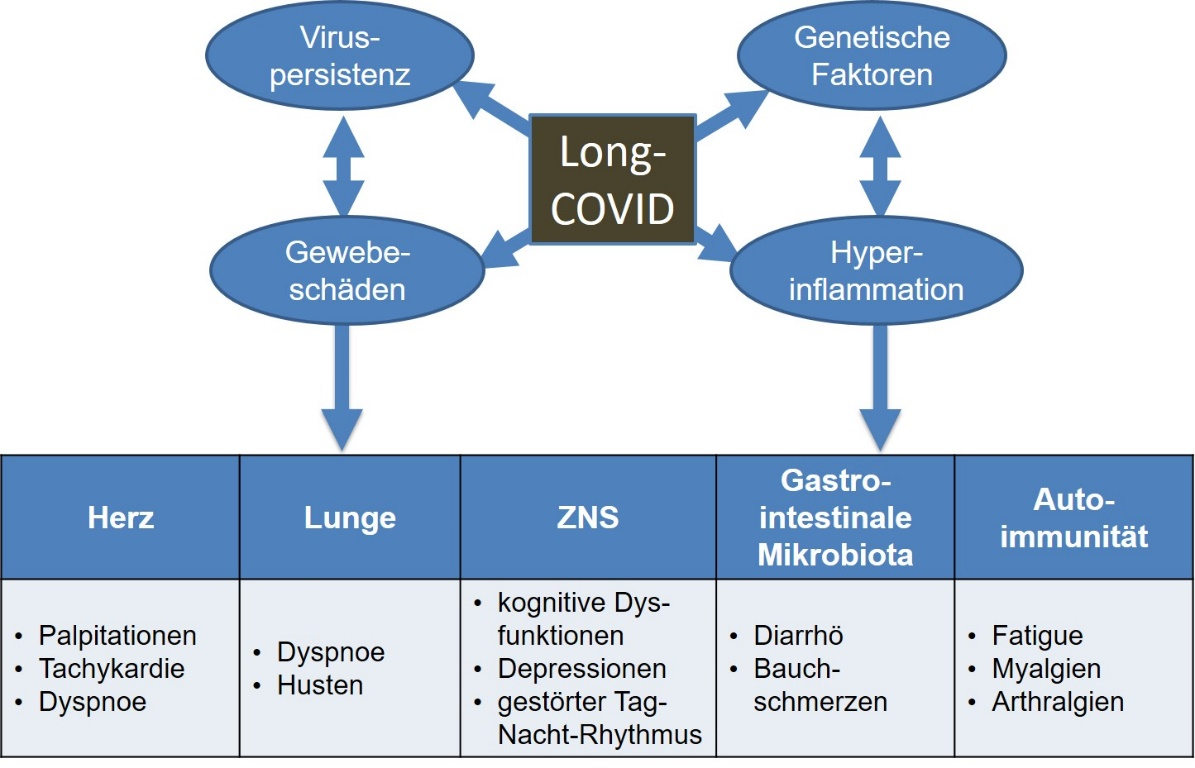 Virus-
persistenz
Genetische
Faktoren
Long-
COVID
Gewebe-
schäden
Hyper-
inflammation
Herz
Lunge
ZNS
Gastro-
intestinale
Mikrobiota
Auto-
immunität
• Palpitationen
• Tachykardie
• Dyspnoe
• Dyspnoe
• Husten
• kognitive Dys-
funktionen
• Depressionen
• gestörter Tag-
Nacht-Rhythmus
• Diarrhö
• Bauch-
schmerzen
• Fatigue
• Myalgien
• Arthralgien